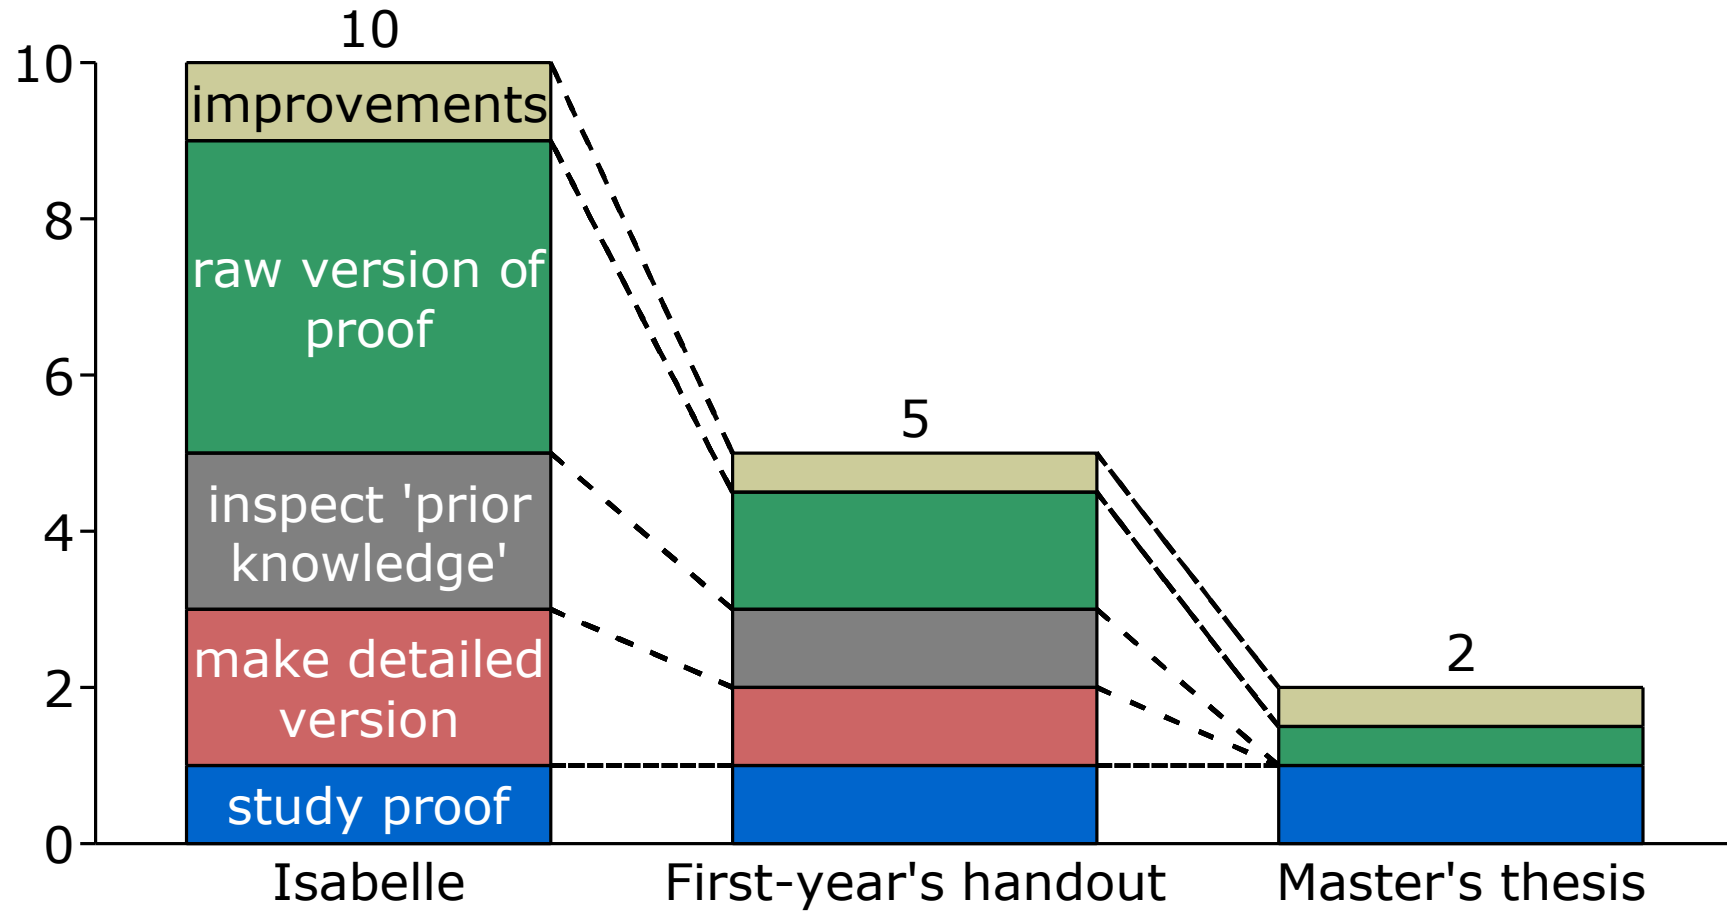 10
10
improvements
8
raw version of
proof
6
5
inspect 'prior
knowledge'
4
make detailed
version
2
2
study proof
0
Isabelle
First-year's handout
Master's thesis